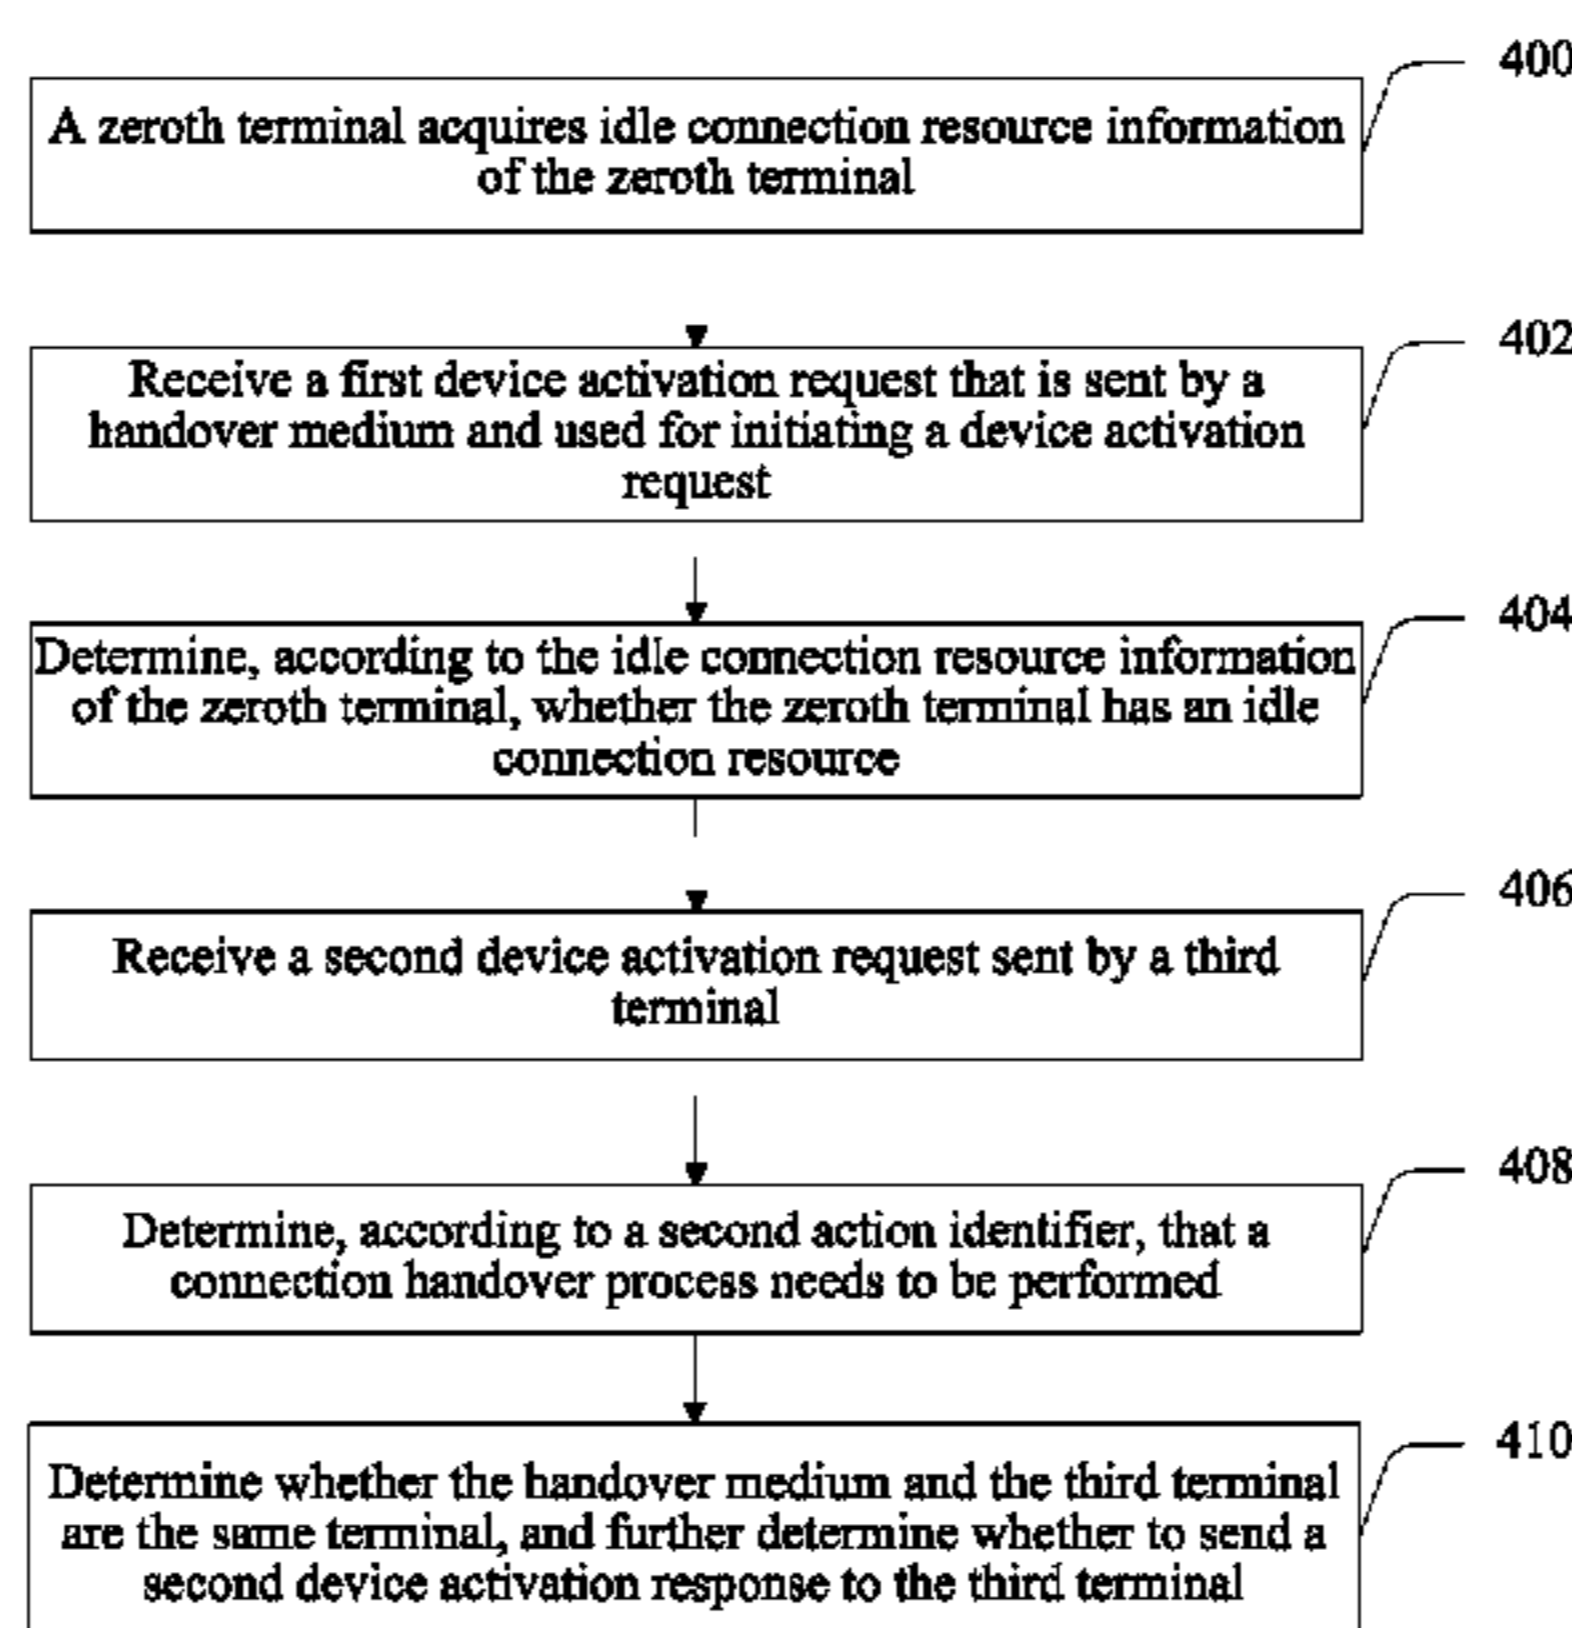 400
A zeroth terminal acquires idle connection resource information
of the zeroth terminal
402
Receive a first device activation request that is sent by a
handover medium and used for initiating a device activation
request
404
Determine, according to the idle connection resource information
of the zeroth terminal, whether the zeroth terminal has an idle
connection resource
406
Receive a second device activation request sent by a third
terminal
408
Determine, according to a second action identifier, that a
connection handover process needs to be performed
410
Determine whether the handover medium and the third terminal
are the same terminal, and further determine whether to send a
second device activation response to the third terminal